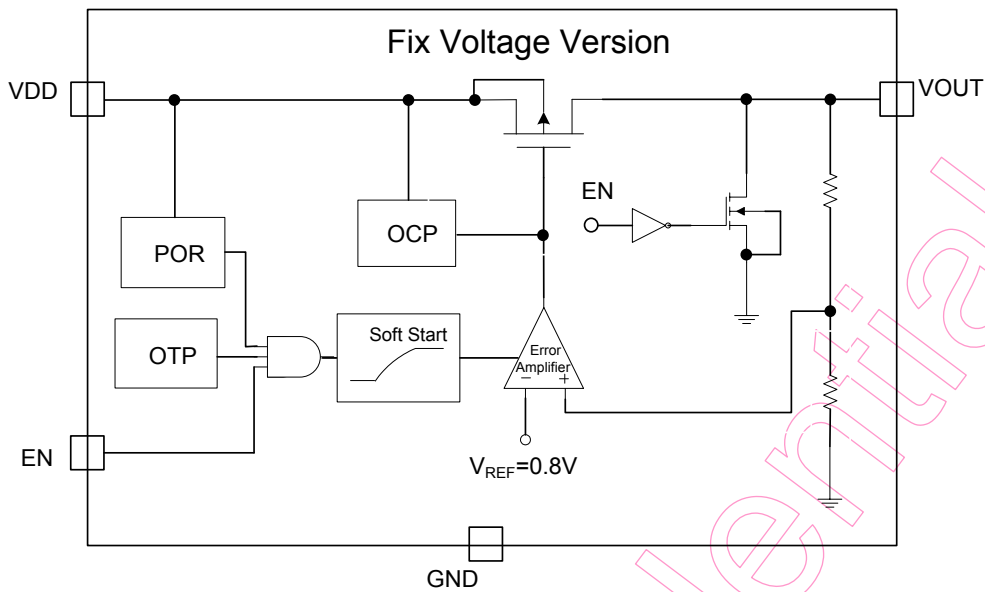 Fix Voltage Version
VDD
VOUT
EN
POR
OCP
OTP
Soft Start
Error
Amplifier
− +
EN
VREF=0.8V
GND